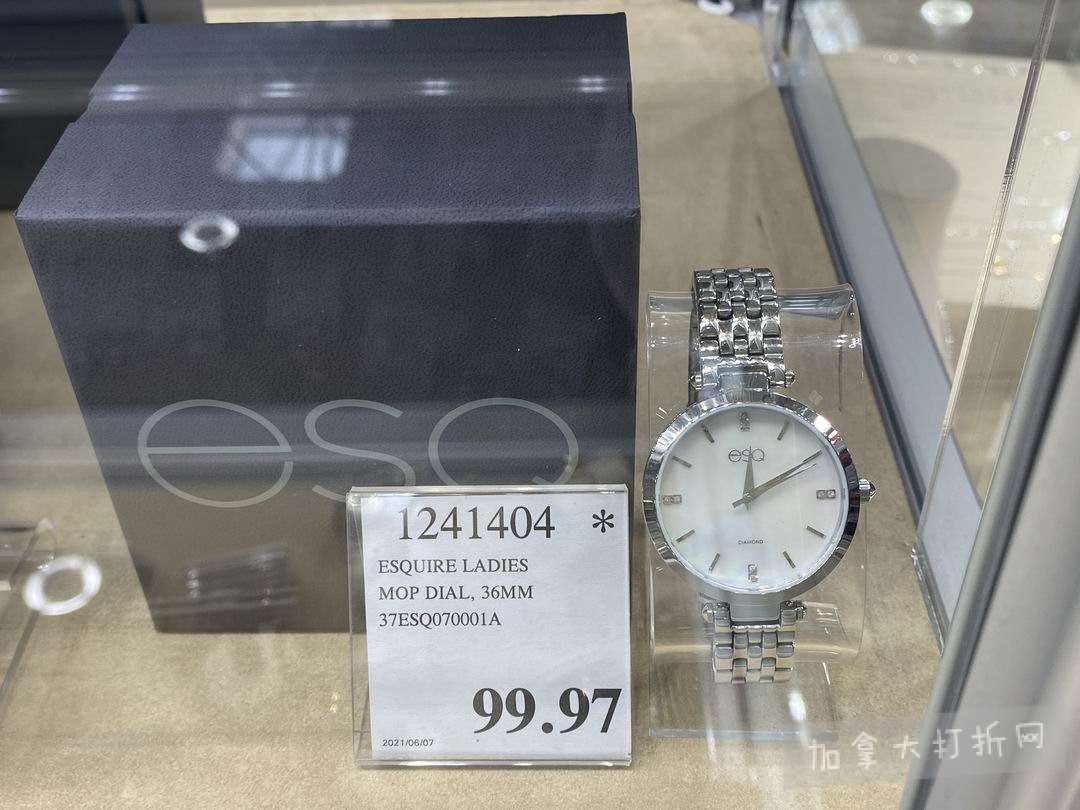 esq
1241404 *
ESQUIRE LADIES
MOP DIAL, 36MM
37ESQ070001A
99.97
2021/06/07
esQ
DIAMOND
加拿大打折网